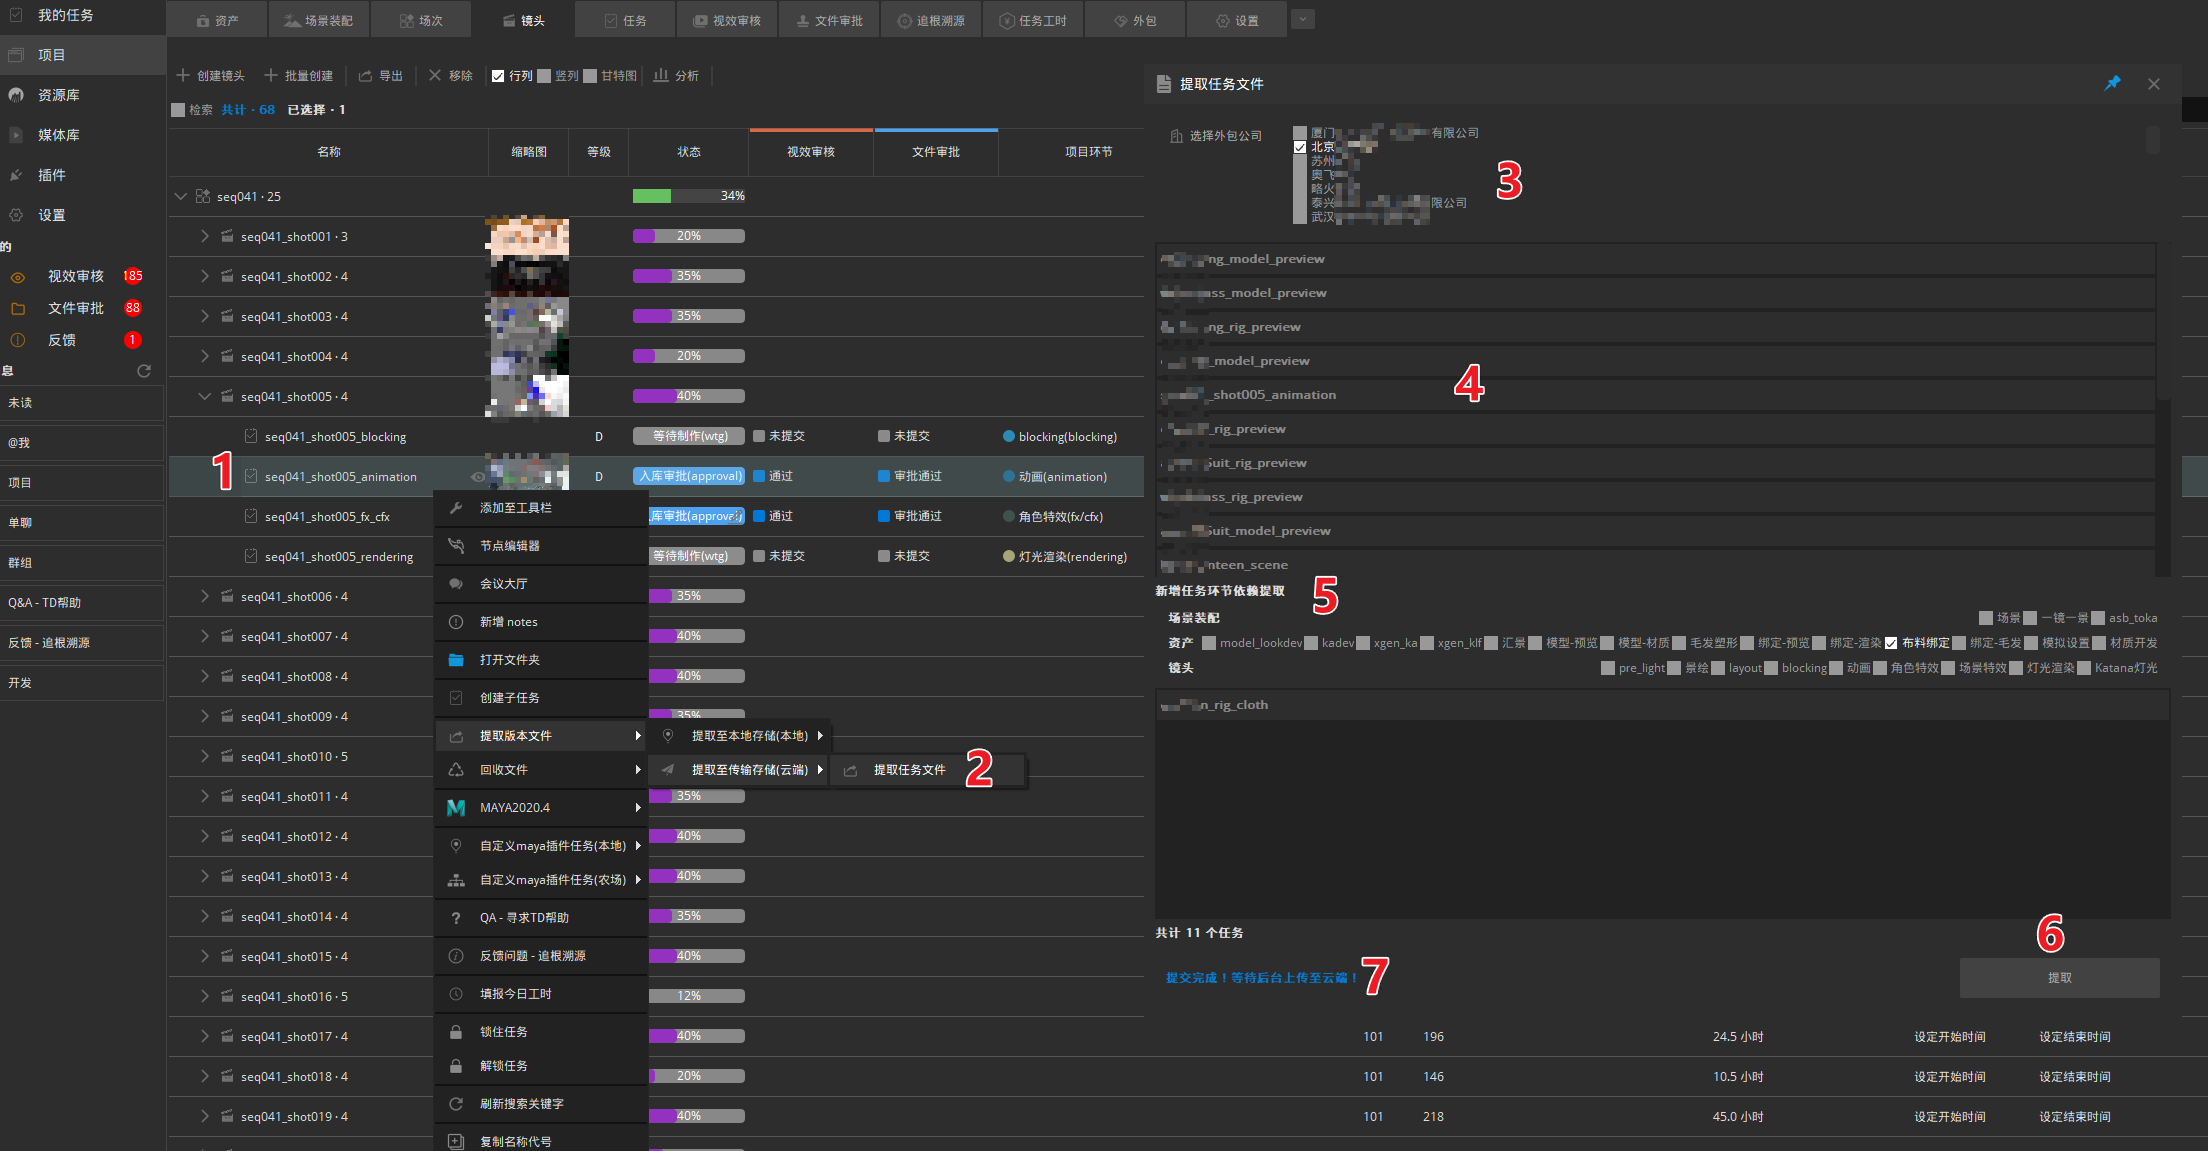 我的任务
项目
资源库
媒体库
插件
设置
的
视效审核 185
文件审批 88
反馈 1
息
未读
@我
项目
单聊
群组
Q&A - TD帮助
反馈 - 追根溯源
开发
资产 场景装配 场次 镜头 任务 视效审核 文件审批 追根溯源 任务工时 外包 设置
创建镜头 批量创建 导出 移除 行列 竖列 甘特图 分析
检索 共计 · 68 已选择 · 1
名称 缩略图 等级 状态 视效审核 文件审批 项目环节
seq041 · 25 34%
seq041_shot001 · 3 20%
seq041_shot002 · 4 35%
seq041_shot003 · 4 35%
seq041_shot004 · 4 20%
seq041_shot005 · 4 40%
seq041_shot005_blocking D 等待制作(wtg) 未提交 未提交 blocking(blocking)
1 seq041_shot005_animation D 入库审批(approval) 通过 审批通过 动画(animation)
seq041_shot005_fx_cfx 库审批(approval) 通过 审批通过 角色特效(fx/cfx)
seq041_shot005_rendering 等待制作(wtg) 未提交 未提交 灯光渲染(rendering)
seq041_shot006 · 4 35%
seq041_shot007 · 4 40%
seq041_shot008 · 4 40%
seq041_shot009 · 4 35%
seq041_shot010 · 5
seq041_shot011 · 4 35%
seq041_shot012 · 4 40%
seq041_shot013 · 4 40%
seq041_shot014 · 4 35%
seq041_shot015 · 4 40%
seq041_shot016 · 5 12%
seq041_shot017 · 4 40%
seq041_shot018 · 4 20%
seq041_shot019 · 4 40%
添加至工具栏
节点编辑器
会议大厅
新增 notes
打开文件夹
创建子任务
提取版本文件
回收文件
MAYA2020.4
自定义maya插件任务(本地)
自定义maya插件任务(农场)
QA - 寻求TD帮助
反馈问题 - 追根溯源
填报今日工时
锁住任务
解锁任务
刷新搜索关键字
复制名称代号
提取至本地存储(本地)
提取至传输存储(云端)
提取任务文件 2
提取任务文件
选择外包公司
厦门 有限公司
北京
苏州
奥飞
略火
泰兴 限公司
武汉
3
ng_model_preview
ss_model_preview
ng_rig_preview
_model_preview
_shot005_animation
_rig_preview
uit_rig_preview
ss_rig_preview
uit_model_preview
nteen_scene
4
新增任务环节依赖提取 5
场景装配 场景 一镜一景 asb_toka
资产 model_lookdev kadev xgen_ka xgen_klf 汇景 模型-预览 模型-材质 毛发塑形 绑定-预览 绑定-渲染 布料绑定 绑定-毛发 模拟设置 材质开发
镜头 pre_light 景绘 layout blocking 动画 角色特效 场景特效 灯光渲染 Katana灯光
n_rig_cloth
共计 11 个任务
6
提交完成！等待后台上传至云端！ 7
提取
101 196 24.5 小时 设定开始时间 设定结束时间
101 146 10.5 小时 设定开始时间 设定结束时间
101 218 45.0 小时 设定开始时间 设定结束时间